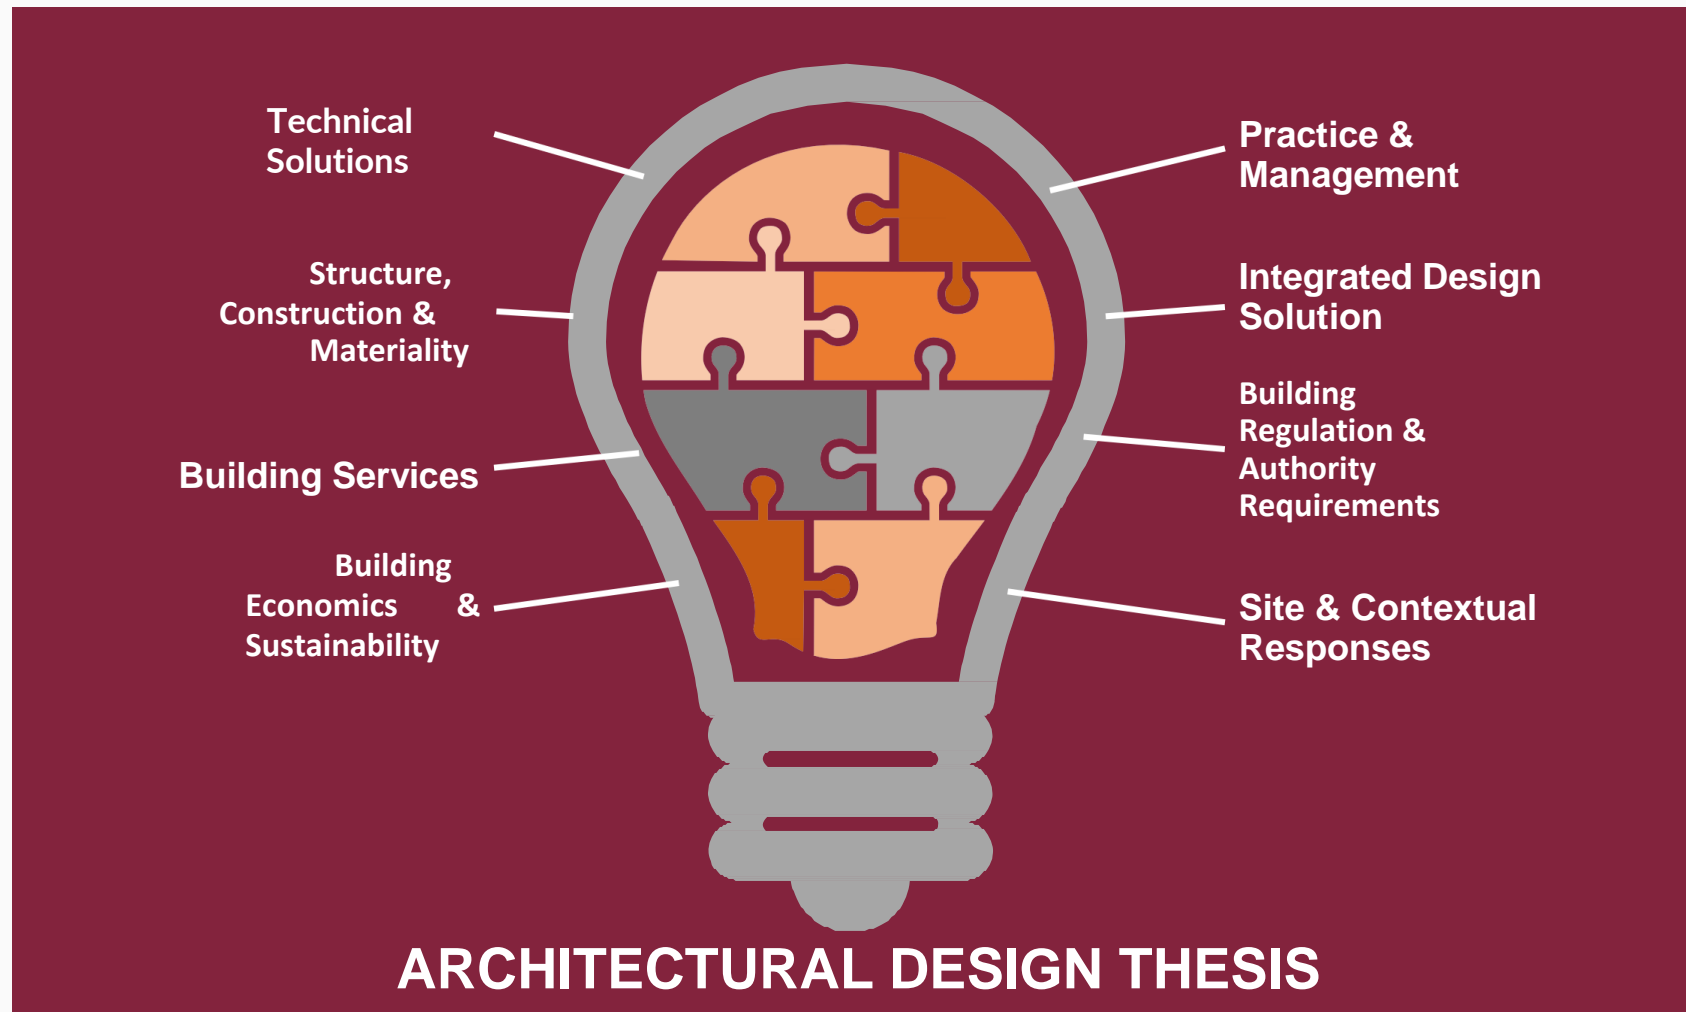 Technical
Solutions
Structure,
Construction &
Materiality
Building Services
Building
Economics &
Sustainability
Practice &
Management
Integrated Design
Solution
Building
Regulation &
Authority
Requirements
Site & Contextual
Responses
ARCHITECTURAL DESIGN THESIS